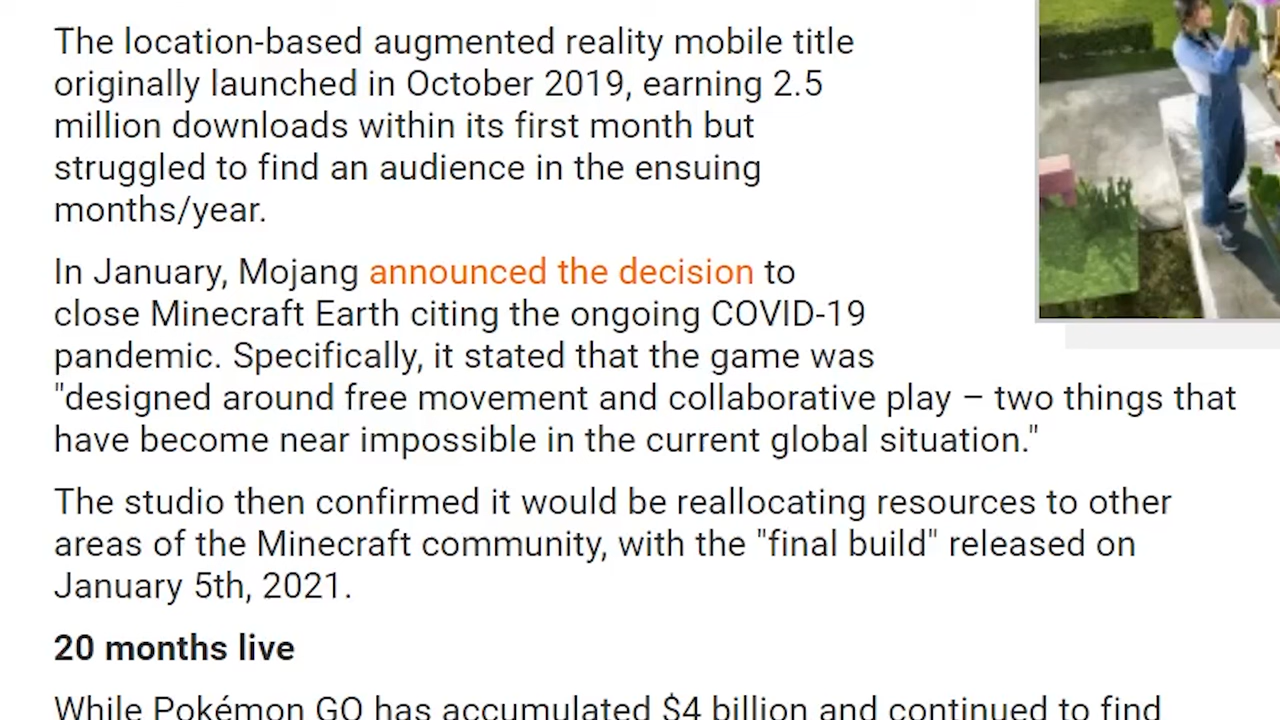 The location-based augmented reality mobile title
originally launched in October 2019, earning 2.5
million downloads within its first month but
struggled to find an audience in the ensuing
months/year.
In January, Mojang announced the decision to
close Minecraft Earth citing the ongoing COVID-19
pandemic. Specifically, it stated that the game was
"designed around free movement and collaborative play – two things that
have become near impossible in the current global situation."
The studio then confirmed it would be reallocating resources to other
areas of the Minecraft community, with the "final build" released on
January 5th, 2021.
20 months live
While Pokémon GO has accumulated $4 billion and continued to find